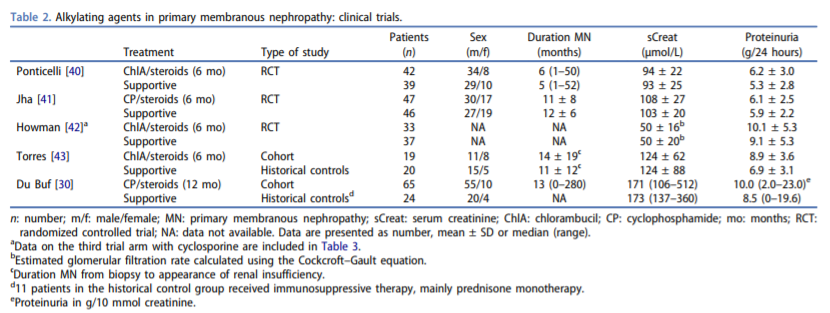 Table 2. Alkylating agents in primary membranous nephropathy: clinical trials.
Patients Sex Duration MN sCreat Proteinuria
Treatment Type of study (n) (m/f) (months) (μmol/L) (g/24 hours)
Ponticelli [40] ChlA/steroids (6 mo) RCT 42 34/8 6 (1–50) 94 ± 22 6.2 ± 3.0
Supportive 39 29/10 5 (1–52) 93 ± 25 5.3 ± 2.8
Jha [41] CP/steroids (6 mo) RCT 47 30/17 11 ± 8 108 ± 27 6.1 ± 2.5
Supportive 46 27/19 12 ± 6 103 ± 20 5.9 ± 2.2
Howman [42]a ChlA/steroids (6 mo) RCT 33 NA NA 50 ± 16b 10.1 ± 5.3
Supportive 37 NA NA 50 ± 20b 9.1 ± 5.3
Torres [43] ChlA/steroids (6 mo) Cohort 19 11/8 14 ± 19c 124 ± 62 8.9 ± 3.6
Supportive Historical controls 20 15/5 11 ± 12c 124 ± 88 6.9 ± 3.1
Du Buf [30] CP/steroids (12 mo) Cohort 65 55/10 13 (0–280) 171 (106–512) 10.0 (2.0–23.0)e
Supportive Historical controlsd 24 20/4 NA 173 (137–360) 8.5 (0–19.6)
n: number; m/f: male/female; MN: primary membranous nephropathy; sCreat: serum creatinine; ChlA: chlorambucil; CP: cyclophosphamide; mo: months; RCT:
randomized controlled trial; NA: data not available. Data are presented as number, mean ± SD or median (range).
aData on the third trial arm with cyclosporine are included in Table 3.
bEstimated glomerular filtration rate calculated using the Cockcroft–Gault equation.
cDuration MN from biopsy to appearance of renal insufficiency.
d11 patients in the historical control group received immunosuppressive therapy, mainly prednisone monotherapy.
eProteinuria in g/10 mmol creatinine.